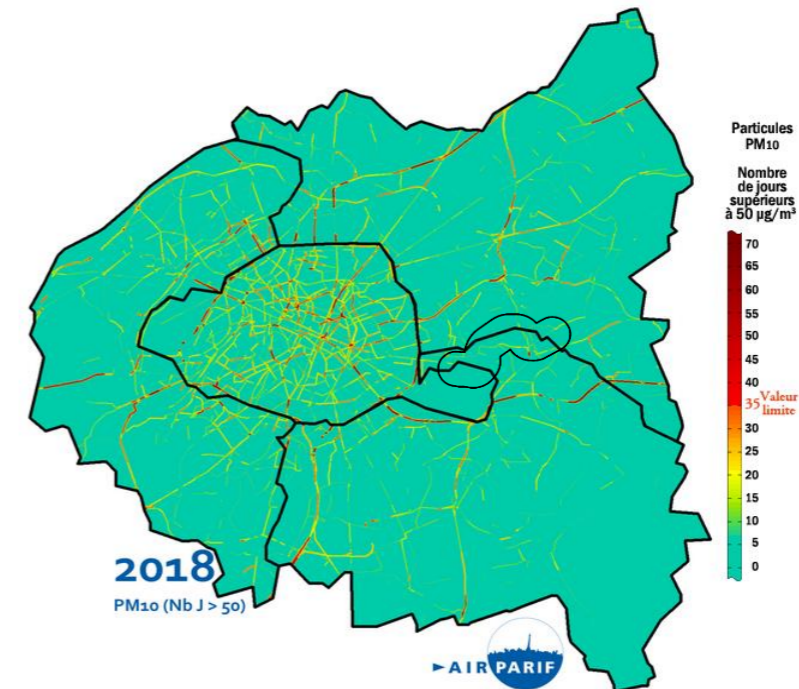 Particules
PM10
Nombre
de jours
supérieurs
à 50 µg/m³
70
65
60
55
50
45
40
35 Valeur
limite
30
25
20
15
10
5
0
2018
PM10 (Nb J > 50)
AIRPARIF